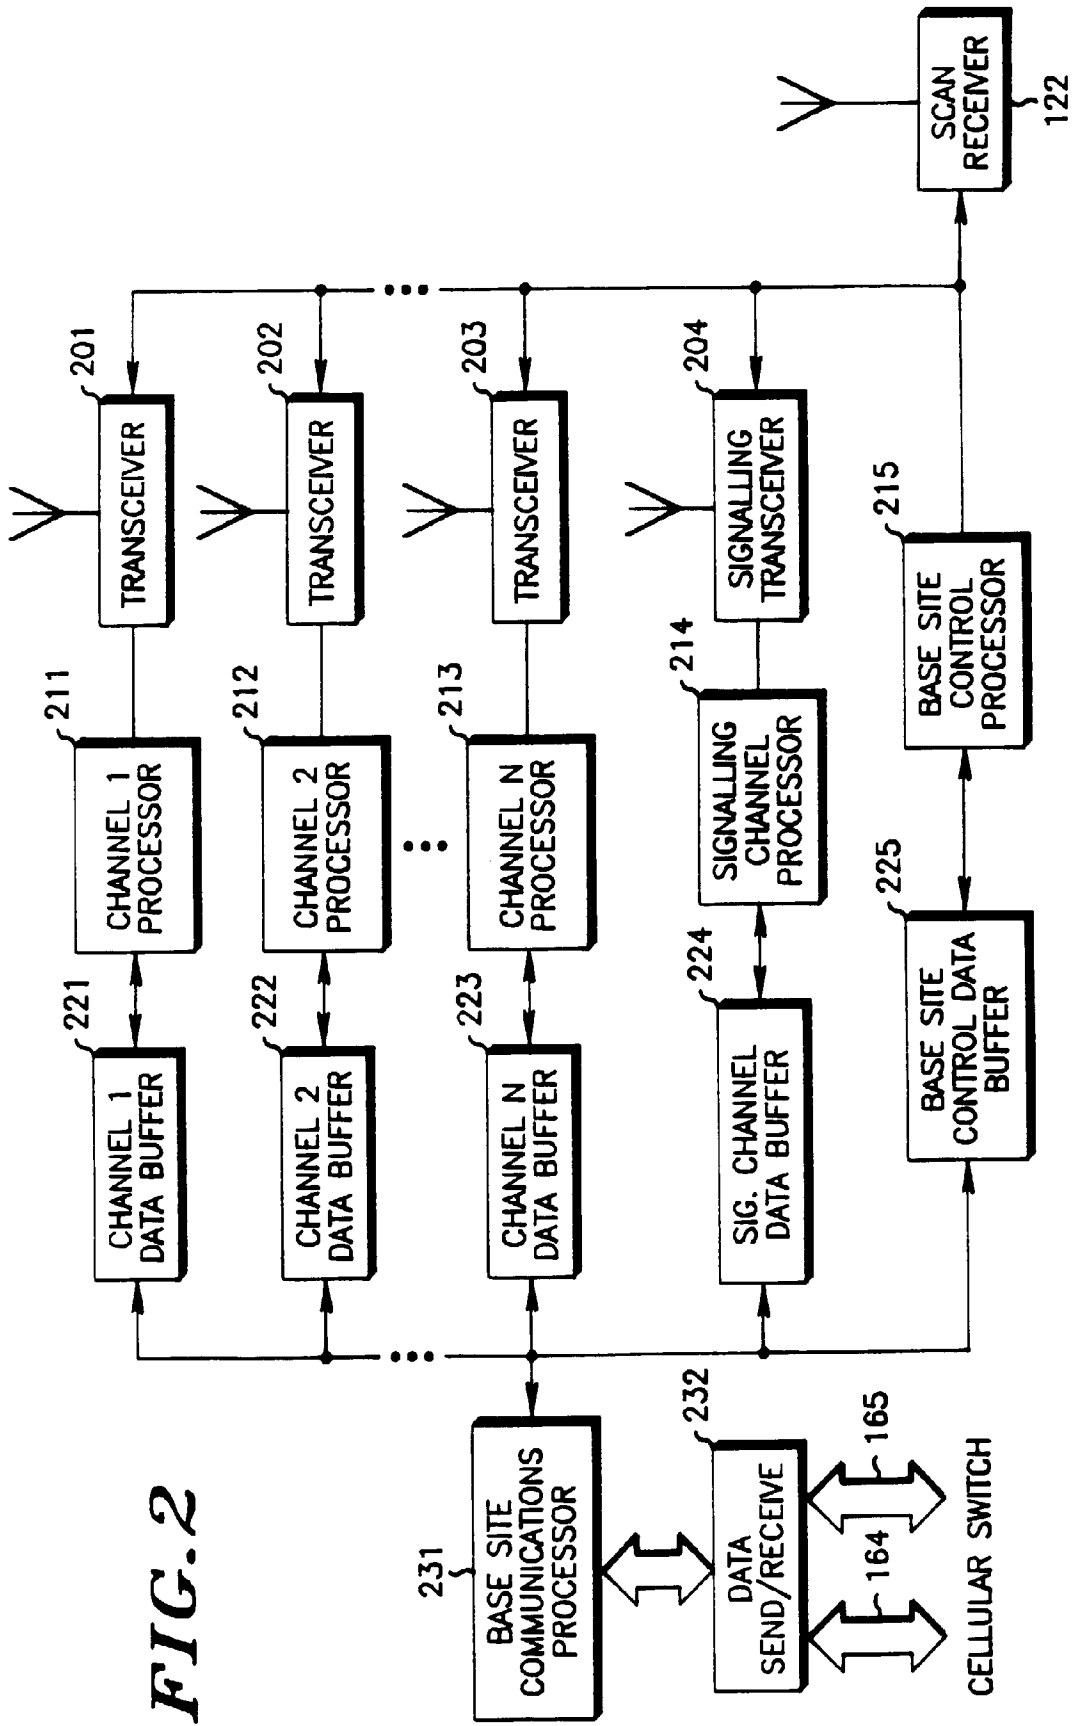 FIG.2
231
BASE SITE
COMMUNICATIONS
PROCESSOR
232
DATA
SEND/RECEIVE
164
165
CELLULAR SWITCH
221
CHANNEL 1
DATA BUFFER
211
CHANNEL 1
PROCESSOR
201
TRANSCEIVER
222
CHANNEL 2
DATA BUFFER
212
CHANNEL 2
PROCESSOR
202
TRANSCEIVER
223
CHANNEL N
DATA BUFFER
213
CHANNEL N
PROCESSOR
203
TRANSCEIVER
224
SIG. CHANNEL
DATA BUFFER
214
SIGNALLING
CHANNEL
PROCESSOR
204
SIGNALLING
TRANSCEIVER
225
BASE SITE
CONTROL DATA
BUFFER
215
BASE SITE
CONTROL
PROCESSOR
SCAN
RECEIVER
122